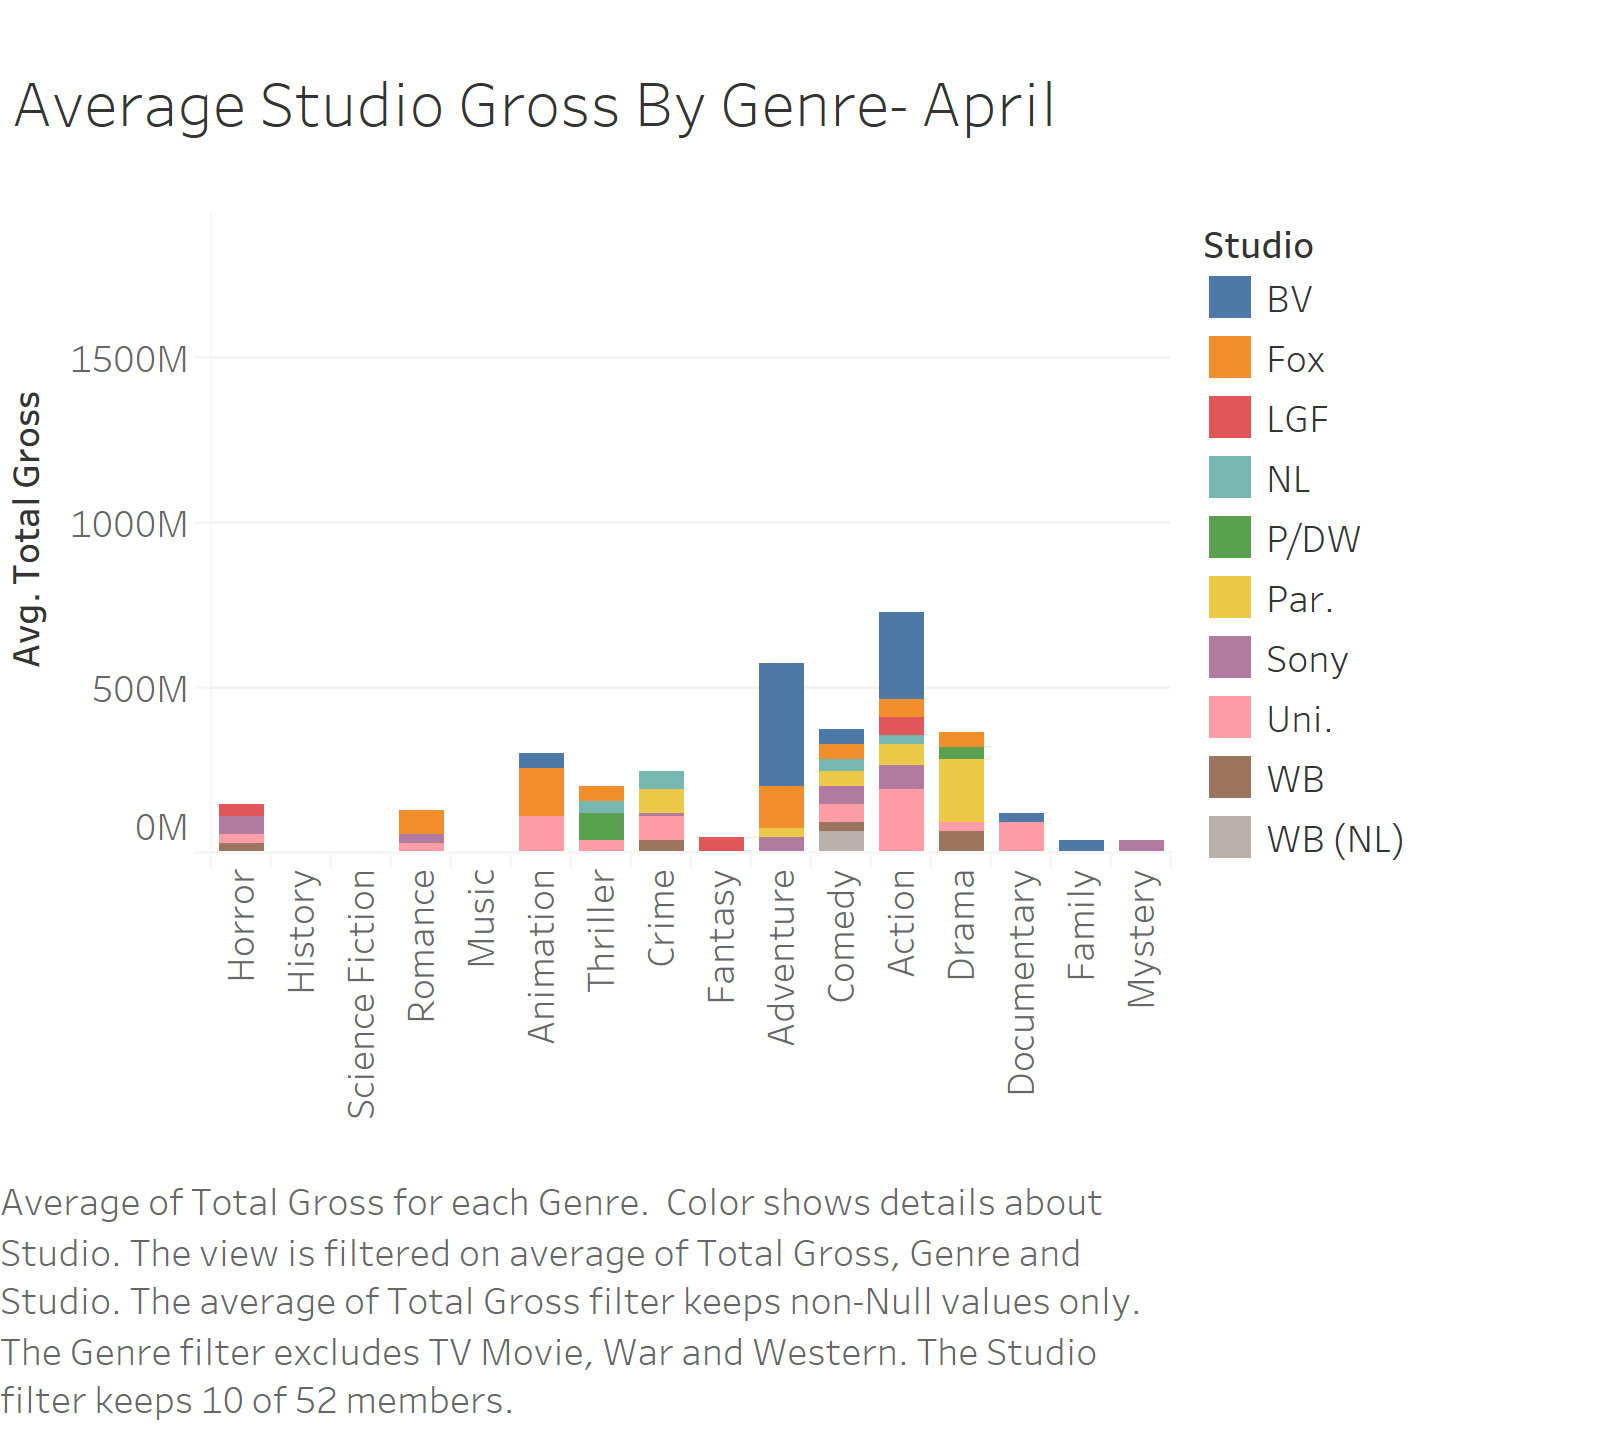 Average Studio Gross By Genre- April
Studio
BV
Fox
LGF
NL
P/DW
Par.
Sony
Uni.
WB
WB (NL)
Avg. Total Gross
1500M
1000M
500M
0M
Horror
History
Science Fiction
Romance
Music
Animation
Thriller
Crime
Fantasy
Adventure
Comedy
Action
Drama
Documentary
Family
Mystery
Average of Total Gross for each Genre.  Color shows details about
Studio. The view is filtered on average of Total Gross, Genre and
Studio. The average of Total Gross filter keeps non-Null values only.
The Genre filter excludes TV Movie, War and Western. The Studio
filter keeps 10 of 52 members.